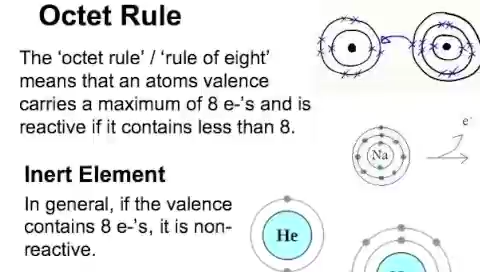 Octet Rule
The ‘octet rule’ / ‘rule of eight’
means that an atoms valence
carries a maximum of 8 e-’s and is
reactive if it contains less than 8.
e-
Na
Inert Element
In general, if the valence
contains 8 e-’s, it is non-
reactive.
He